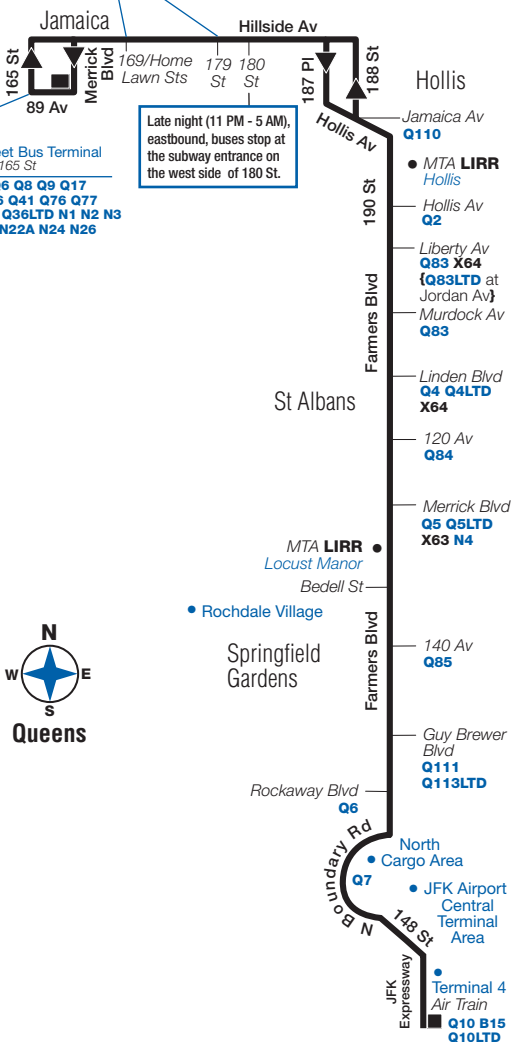 Jamaica
Hillside Av
165 St
Merrick
Blvd
169/Home
Lawn Sts
179
St
180
St
187 Pl
188 St
Hollis
89 Av
Late night (11 PM - 5 AM),
eastbound, buses stop at
the subway entrance on
the west side of 180 St.
Hollis Av
Jamaica Av
Q110
Bus Terminal
165 St
Q8 Q9 Q17
Q41 Q76 Q77
Q36LTD N1 N2 N3
N22A N24 N26
MTA LIRR
Hollis
190 St
Hollis Av
Q2
Liberty Av
Q83 X64
{Q83LTD at
Jordan Av}
Farmers Blvd
Murdock Av
Q83
Linden Blvd
Q4 Q4LTD
X64
St Albans
120 Av
Q84
Merrick Blvd
Q5 Q5LTD
X63 N4
MTA LIRR
Locust Manor
Bedell St
Rochdale Village
Farmers Blvd
N
W E
S
Queens
Springfield
Gardens
140 Av
Q85
Guy Brewer
Blvd
Q111
Q113LTD
Rockaway Blvd
Q6
N Boundary Rd
North
Cargo Area
Q7
JFK Airport
Central
Terminal
Area
148 St
JFK
Expressway
Terminal 4
Air Train
Q10 B15
Q10LTD